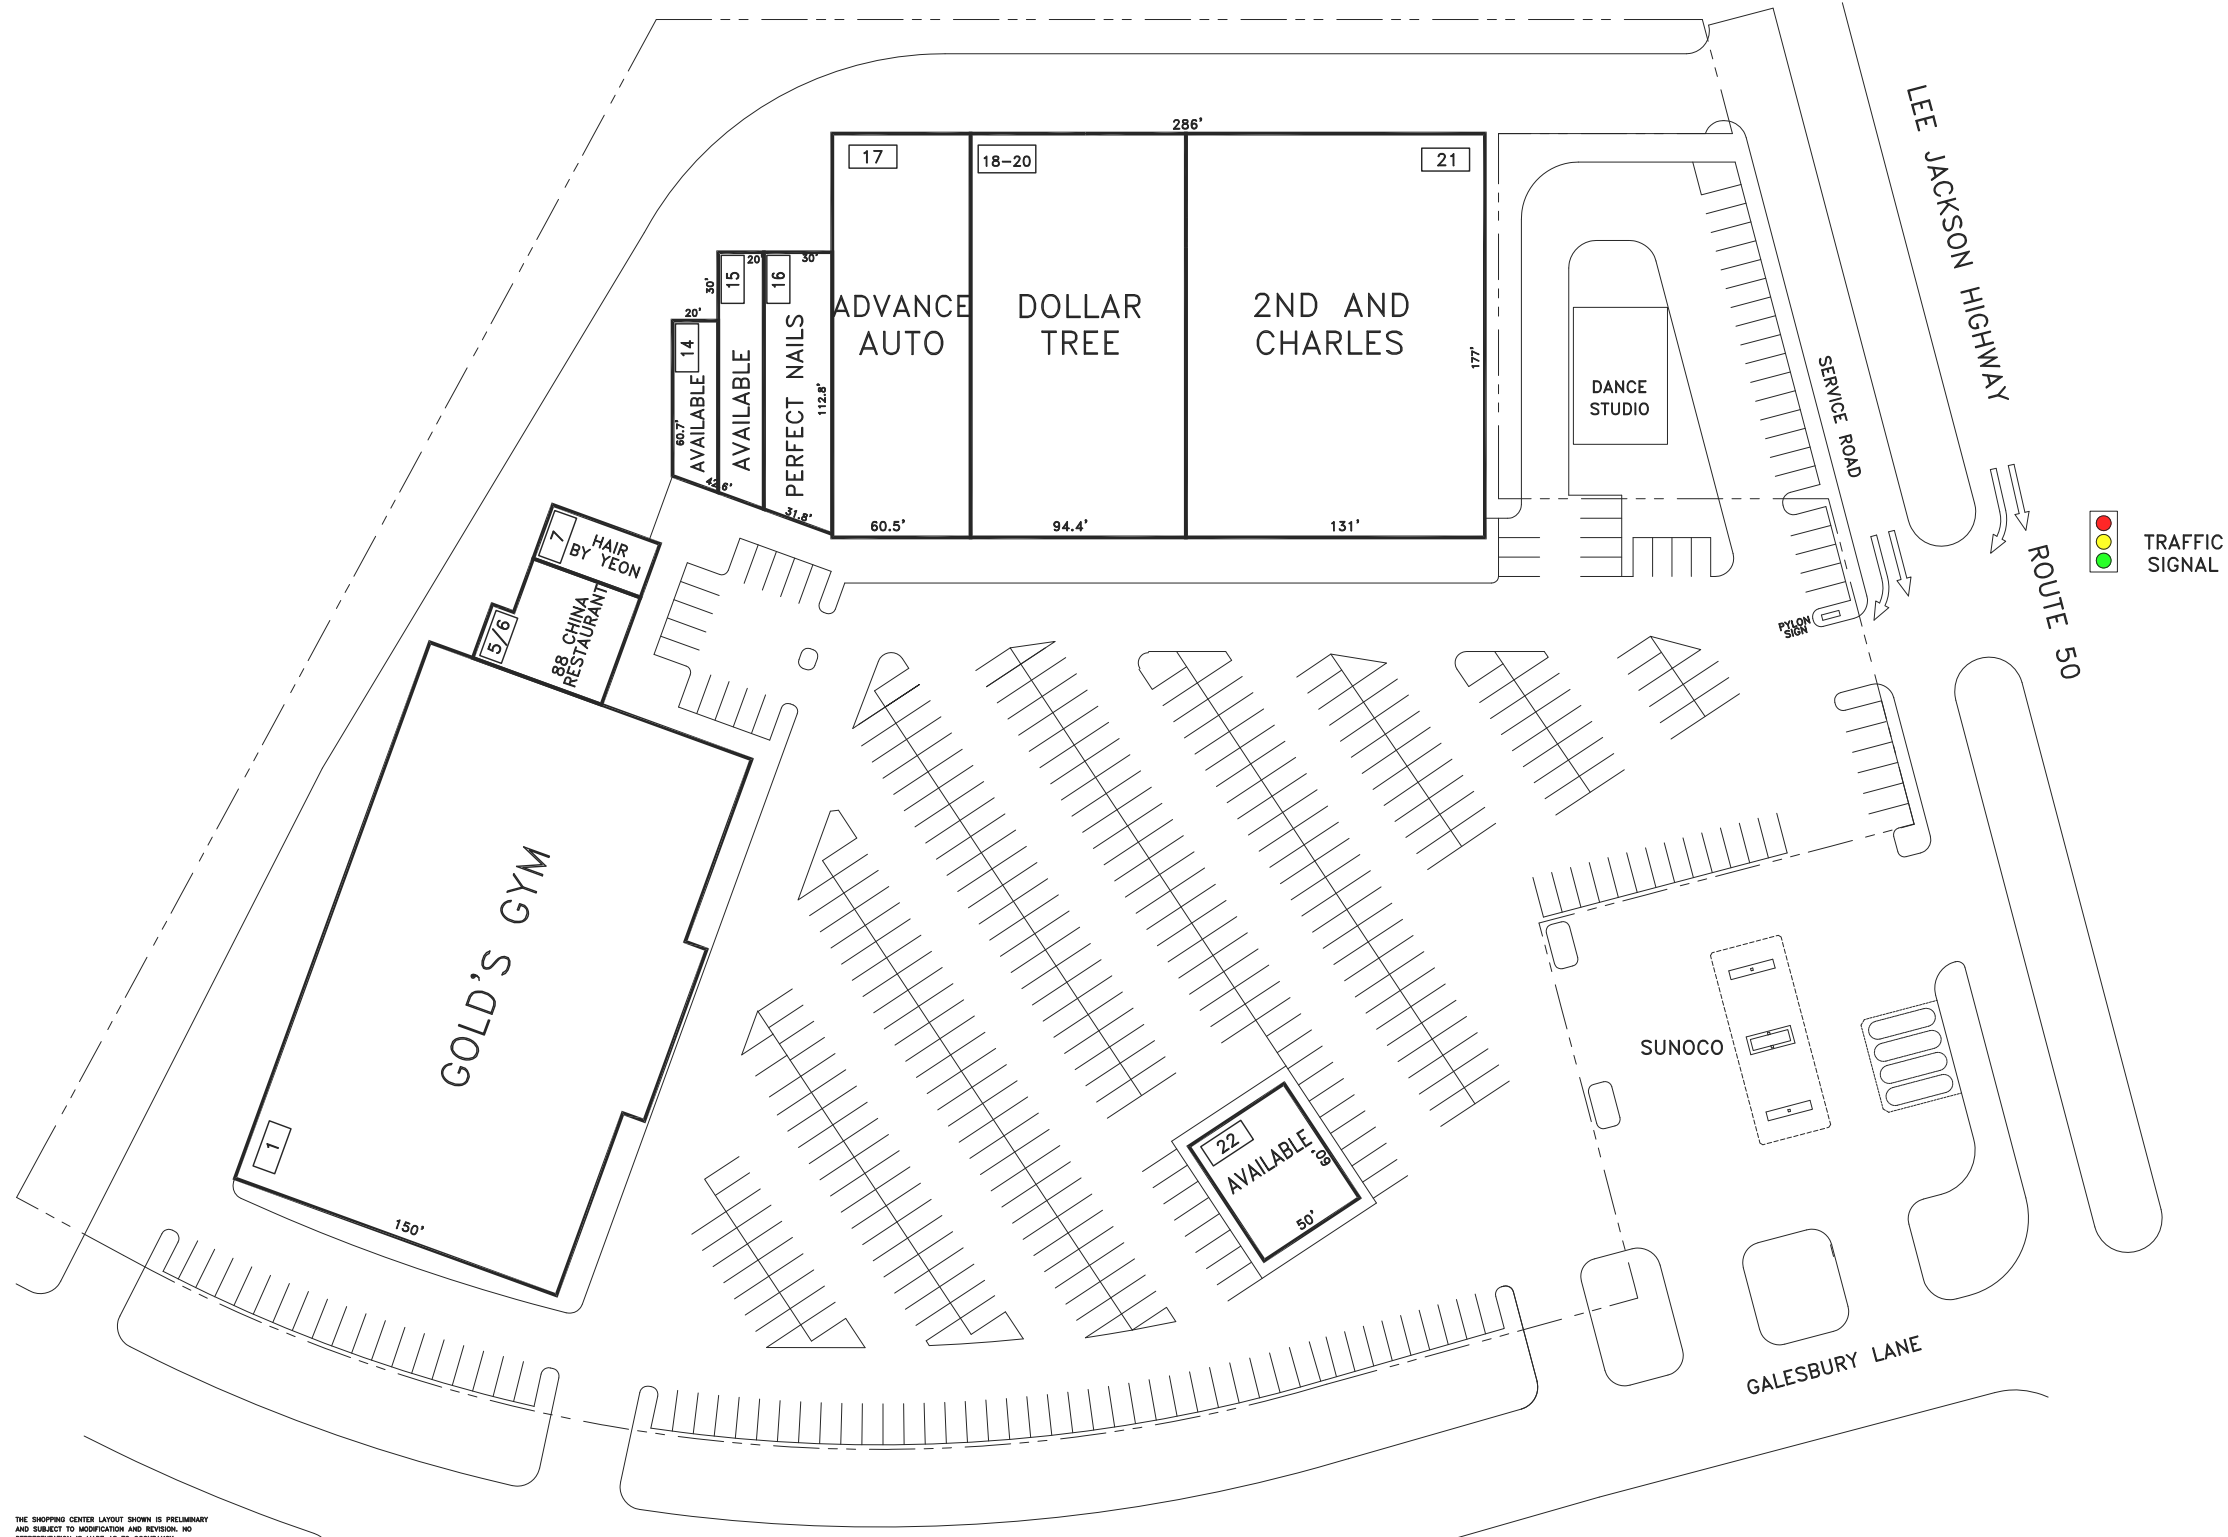 286'
17
18-20
21
LEE JACKSON HIGHWAY
15
20'
16
30'
30'
20'
14
ADVANCE
AUTO
DOLLAR
TREE
2ND AND
CHARLES
177'
DANCE
STUDIO
SERVICE ROAD
AVAILABLE
60.7'
AVAILABLE
PERFECT NAILS
112.8'
42.6'
31.8'
60.5'
94.4'
131'
TRAFFIC
SIGNAL
ROUTE 50
7
HAIR
BY YEON
5/6
88 CHINA
RESTAURANT
PYLON
SIGN
GOLD'S GYM
1
150'
SUNOCO
22
AVAILABLE
60'
50'
GALESBURY LANE
THE SHOPPING CENTER LAYOUT SHOWN IS PRELIMINARY
AND SUBJECT TO MODIFICATION AND REVISION. NO